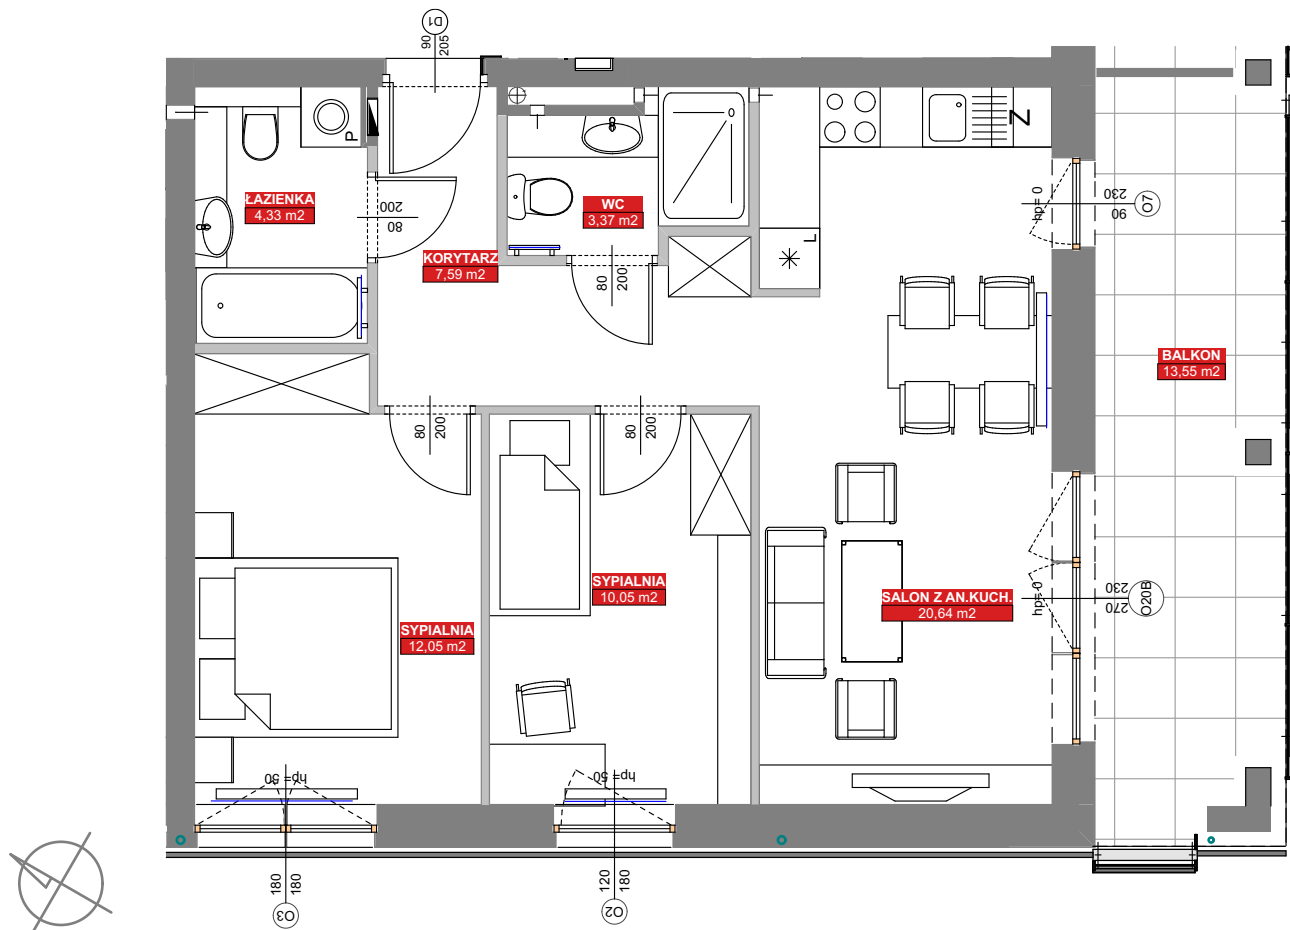 D1
90
205
P
ŁAZIENKA
4,33 m2
200
80
KORYTARZ
7,59 m2
WC
3,37 m2
80
200
L
Z
hp= 0
230
90
O7
BALKON
13,55 m2
80
200
80
200
SYPIALNIA
10,05 m2
SYPIALNIA
12,05 m2
SALON Z AN.KUCH.
20,64 m2
hp= 0
230
270
O20B
hp= 50
hp= 50
180
180
O3
120
180
O2